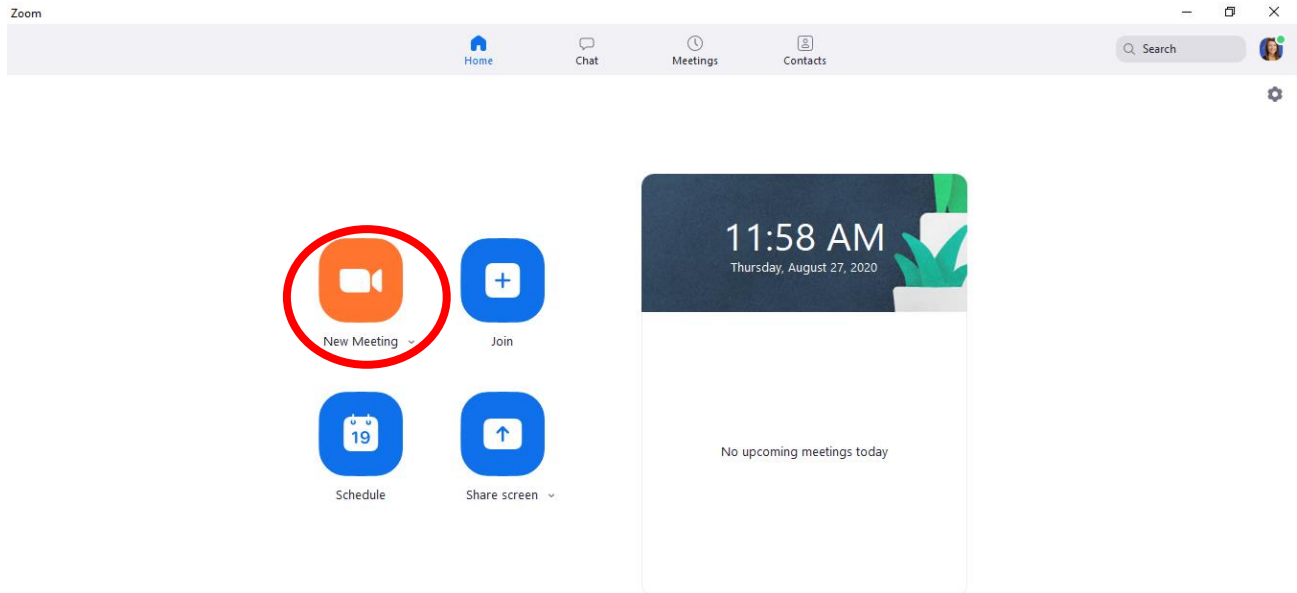 Zoom
Home
Chat
Meetings
Contacts
Search
11:58 AM
Thursday, August 27, 2020
New Meeting
Join
19
Schedule
Share screen
No upcoming meetings today